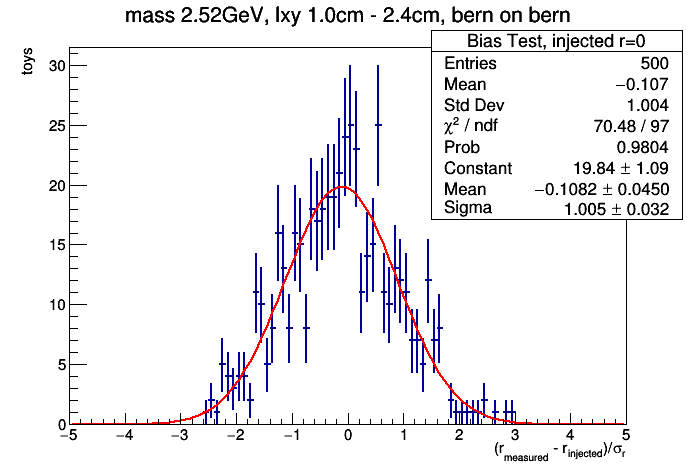 mass 2.52GeV, lxy 1.0cm - 2.4cm, bern on bern
toys
Bias Test, injected r=0
Entries 500
Mean −0.107
Std Dev 1.004
χ² / ndf 70.48 / 97
Prob 0.9804
Constant 19.84 ± 1.09
Mean −0.1082 ± 0.0450
Sigma 1.005 ± 0.032
30
25
20
15
10
5
0
−5 −4 −3 −2 −1 0 1 2 3 4 5
(r_measured - r_injected)/σ_r